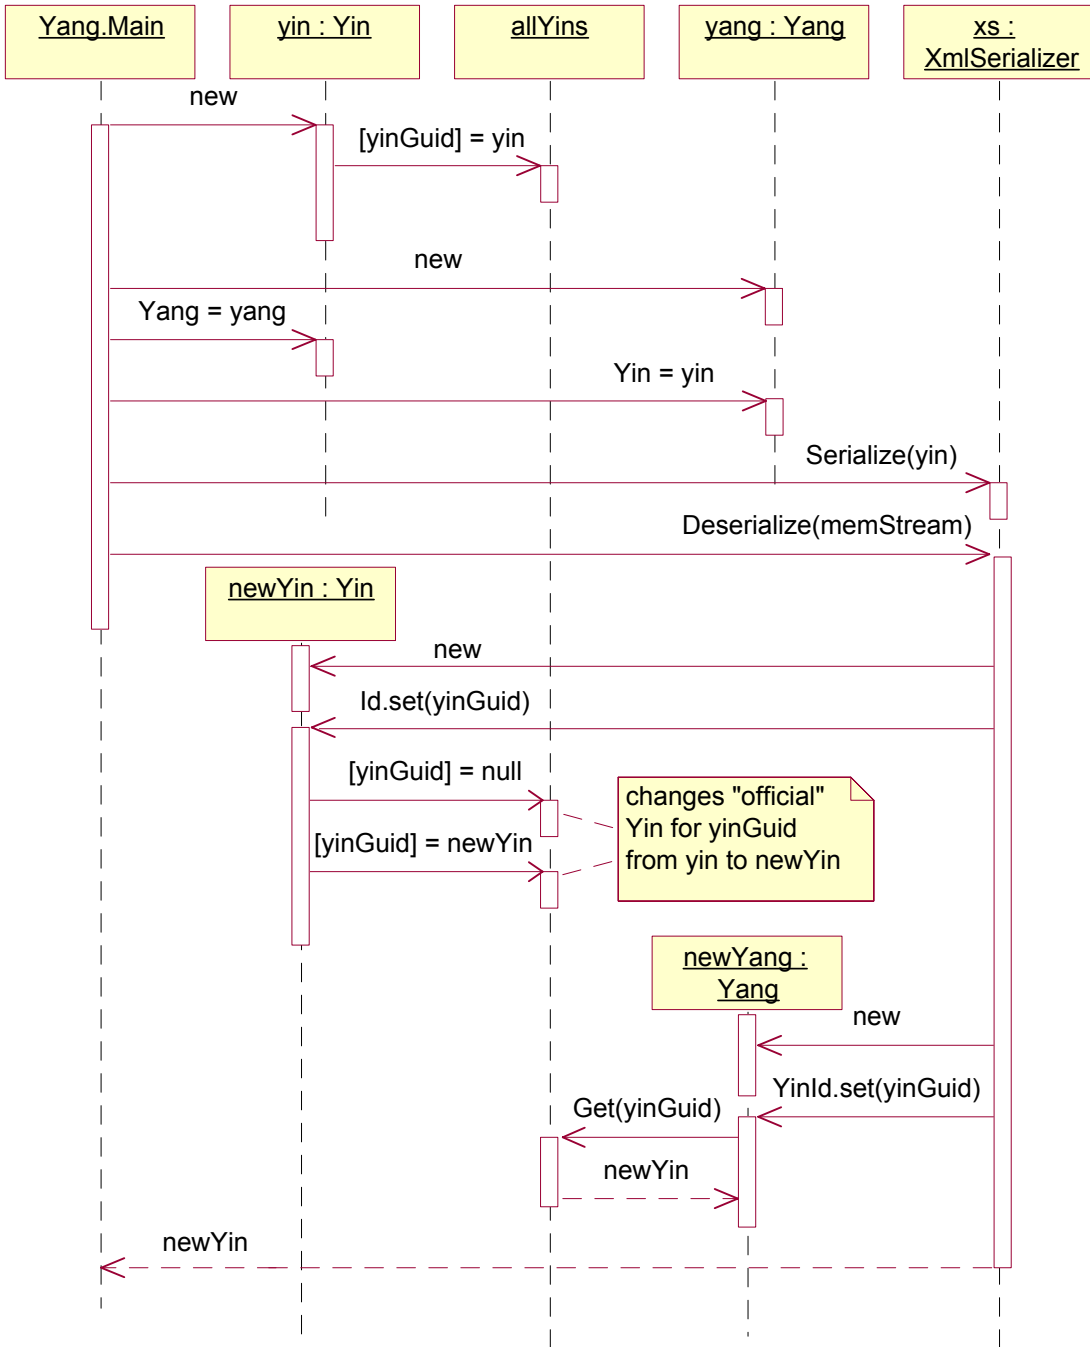 Yang.Main
yin : Yin
allYins
yang : Yang
xs :
XmlSerializer
new
[yinGuid] = yin
new
Yang = yang
Yin = yin
Serialize(yin)
Deserialize(memStream)
newYin : Yin
new
Id.set(yinGuid)
[yinGuid] = null
changes "official"
Yin for yinGuid
from yin to newYin
[yinGuid] = newYin
newYang :
Yang
new
YinId.set(yinGuid)
Get(yinGuid)
newYin
newYin